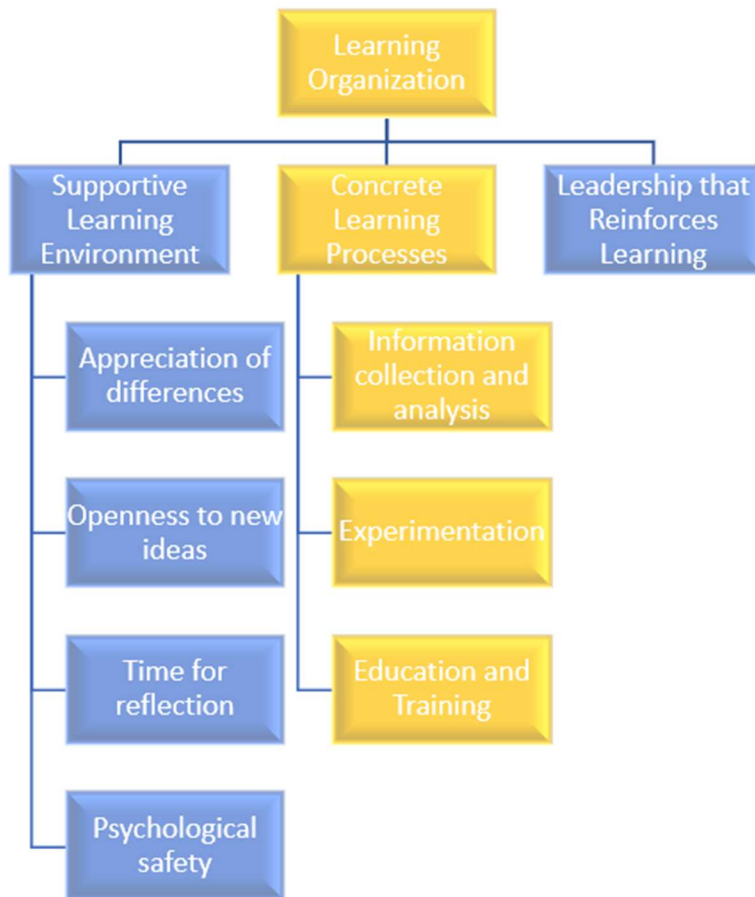 Learning
Organization
Supportive
Learning
Environment
Concrete
Learning
Processes
Leadership that
Reinforces
Learning
Appreciation of
differences
Openness to new
ideas
Time for
reflection
Psychological
safety
Information
collection and
analysis
Experimentation
Education and
Training